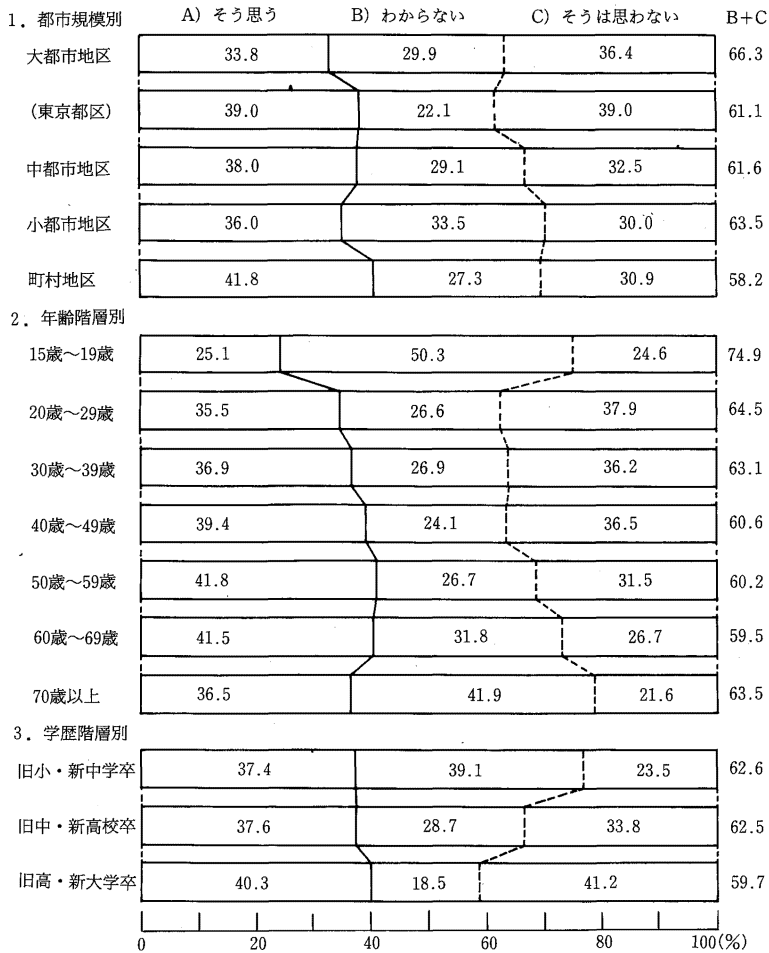 1．都市規模別 A）そう思う B）わからない C）そうは思わない B+C
大都市地区 33.8 29.9 36.4 66.3
(東京都区) 39.0 22.1 39.0 61.1
中都市地区 38.0 29.1 32.5 61.6
小都市地区 36.0 33.5 30.0 63.5
町村地区 41.8 27.3 30.9 58.2
2．年齢階層別
15歳～19歳 25.1 50.3 24.6 74.9
20歳～29歳 35.5 26.6 37.9 64.5
30歳～39歳 36.9 26.9 36.2 63.1
40歳～49歳 39.4 24.1 36.5 60.6
50歳～59歳 41.8 26.7 31.5 60.2
60歳～69歳 41.5 31.8 26.7 59.5
70歳以上 36.5 41.9 21.6 63.5
3．学歴階層別
旧小・新中学卒 37.4 39.1 23.5 62.6
旧中・新高校卒 37.6 28.7 33.8 62.5
旧高・新大学卒 40.3 18.5 41.2 59.7
0 20 40 60 80 100(%)